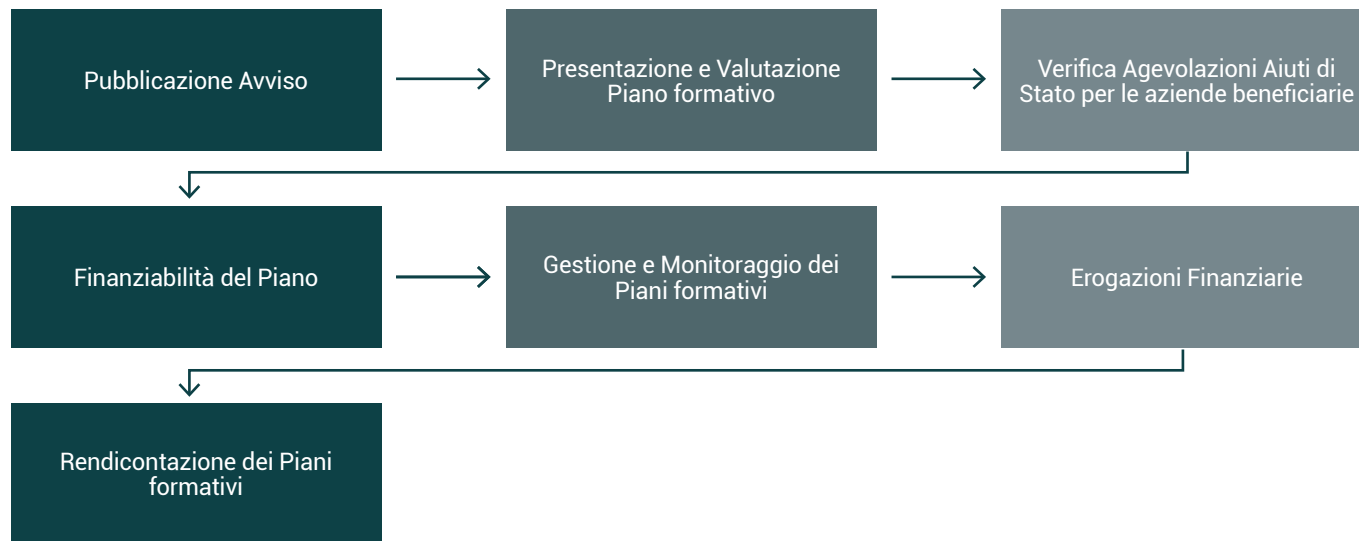 Pubblicazione Avviso
Presentazione e Valutazione
Piano formativo
Verifica Agevolazioni Aiuti di
Stato per le aziende beneficiarie
Finanziabilità del Piano
Gestione e Monitoraggio dei
Piani formativi
Erogazioni Finanziarie
Rendicontazione dei Piani
formativi